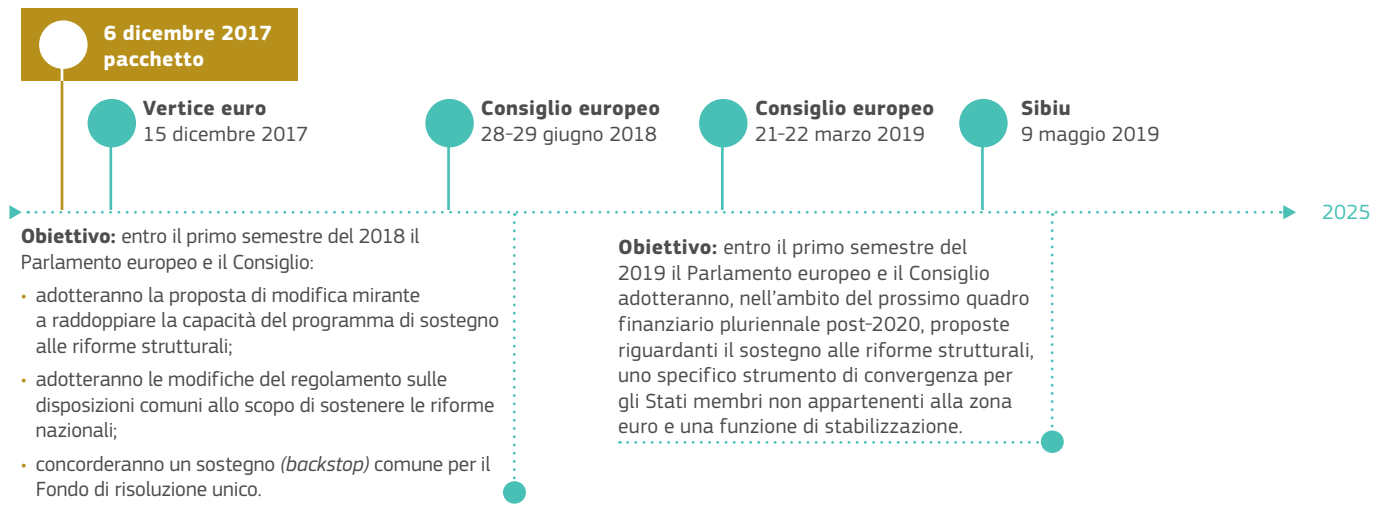 6 dicembre 2017
pacchetto
Vertice euro
15 dicembre 2017
Consiglio europeo
28-29 giugno 2018
Consiglio europeo
21-22 marzo 2019
Sibiu
9 maggio 2019
2025
Obiettivo: entro il primo semestre del 2018 il
Parlamento europeo e il Consiglio:
• adotteranno la proposta di modifica mirante
a raddoppiare la capacità del programma di sostegno
alle riforme strutturali;
• adotteranno le modifiche del regolamento sulle
disposizioni comuni allo scopo di sostenere le riforme
nazionali;
• concorderanno un sostegno (backstop) comune per il
Fondo di risoluzione unico.
Obiettivo: entro il primo semestre del
2019 il Parlamento europeo e il Consiglio
adotteranno, nell'ambito del prossimo quadro
finanziario pluriennale post-2020, proposte
riguardanti il sostegno alle riforme strutturali,
uno specifico strumento di convergenza per
gli Stati membri non appartenenti alla zona
euro e una funzione di stabilizzazione.